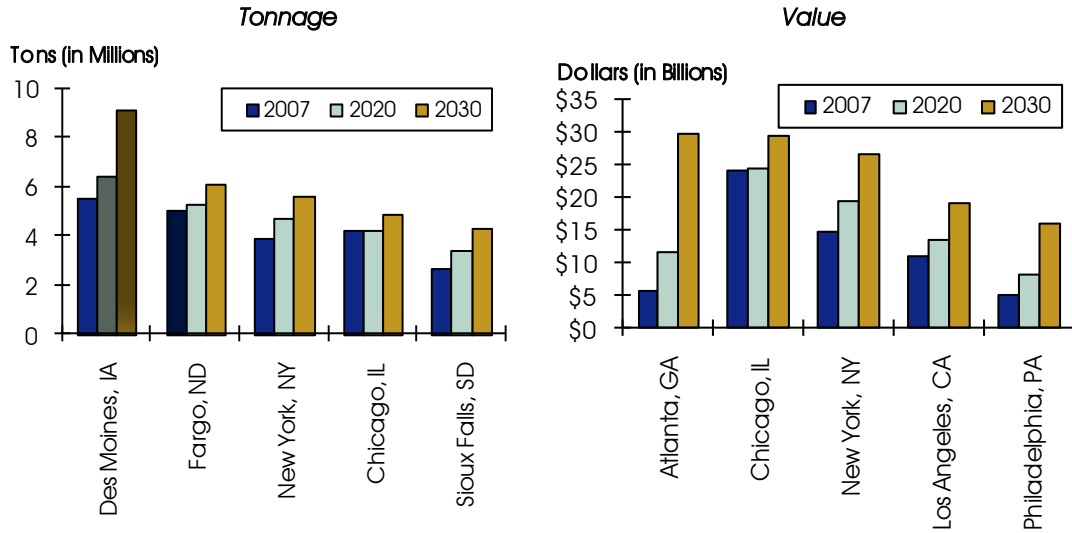 Tonnage
Tons (in Millions)
2007 2020 2030
10
8
6
4
2
0
Des Moines, IA
Fargo, ND
New York, NY
Chicago, IL
Sioux Falls, SD
Value
Dollars (in Billions)
2007 2020 2030
$35
$30
$25
$20
$15
$10
$5
$0
Atlanta, GA
Chicago, IL
New York, NY
Los Angeles, CA
Philadelphia, PA